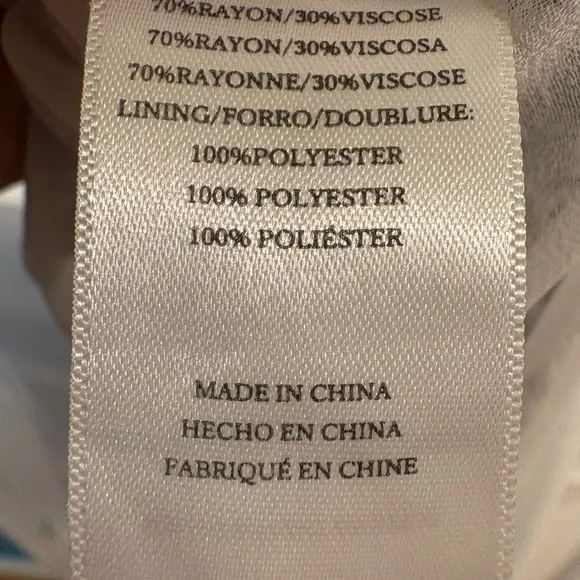 70%RAYON/30%VISCOSE
70%RAYON/30%VISCOSA
70%RAYONNE/30%VISCOSE
LINING/FORRO/DOUBLURE:
100%POLYESTER
100% POLYESTER
100% POLIÉSTER
MADE IN CHINA
HECHO EN CHINA
FABRIQUÉ EN CHINE